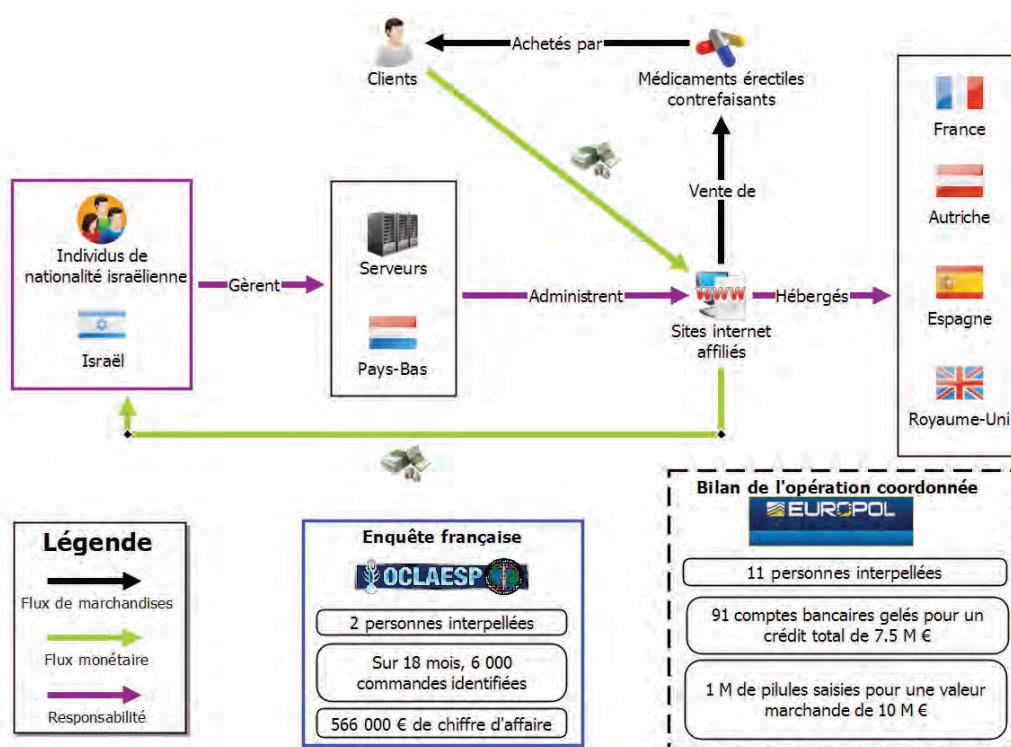 Achetés par
Clients
Médicaments érectiles
contrefaisants
Vente de
Individus de
nationalité israélienne
Israël
Gèrent
Serveurs
Pays-Bas
Administrent
WWW
Sites internet
affiliés
Hébergés
France
Autriche
Espagne
Royaume-Uni
Légende
Flux de marchandises
Flux monétaire
Responsabilité
Enquête française
OCLAESP
2 personnes interpellées
Sur 18 mois, 6 000
commandes identifiées
566 000 € de chiffre d'affaire
Bilan de l'opération coordonnée
EUROPOL
11 personnes interpellées
91 comptes bancaires gelés pour un
crédit total de 7.5 M €
1 M de pilules saisies pour une valeur
marchande de 10 M €